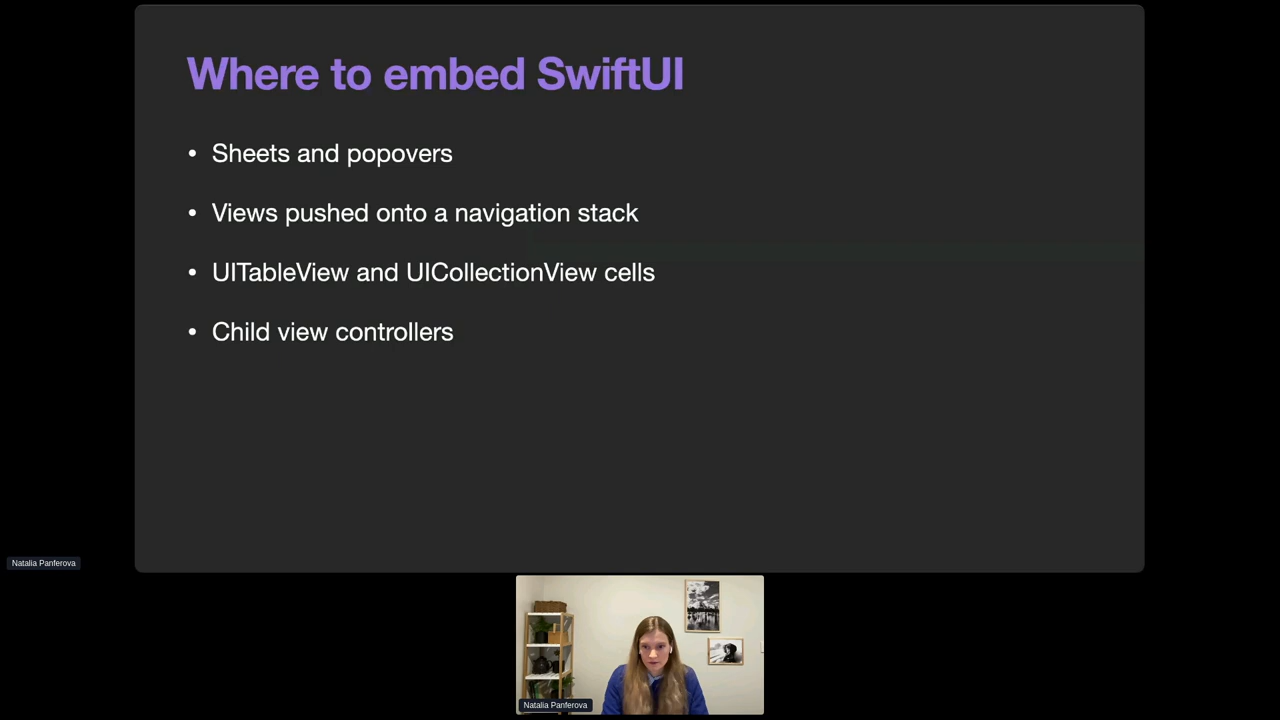 Where to embed SwiftUI
• Sheets and popovers
• Views pushed onto a navigation stack
• UITableView and UICollectionView cells
• Child view controllers
Natalia Panferova
Natalia Panferova